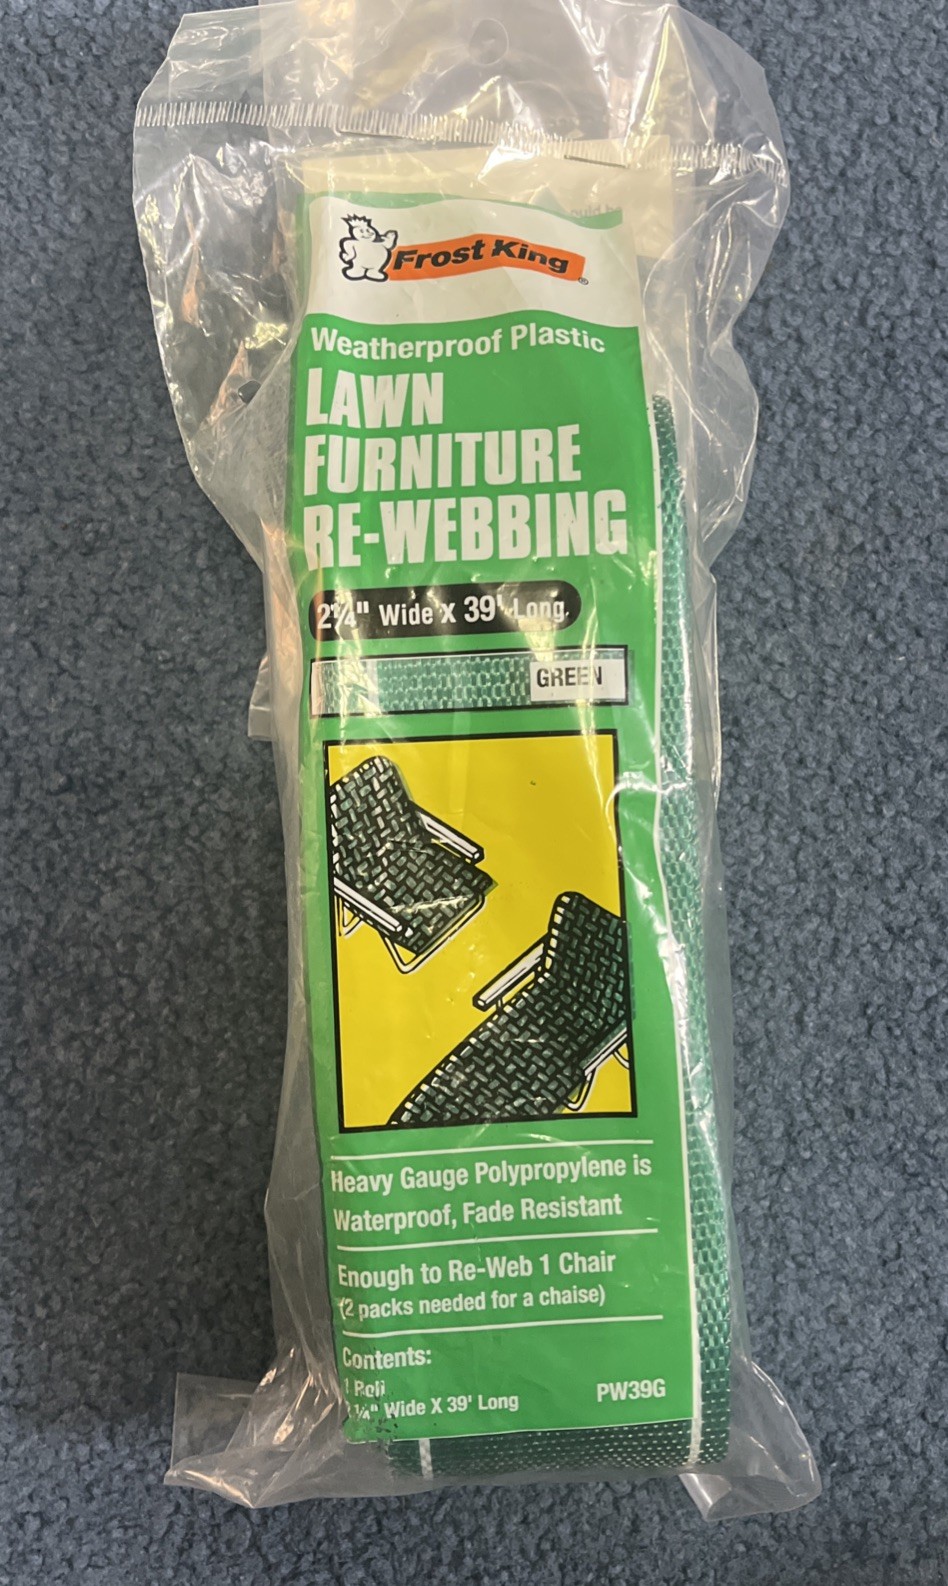 Frost King®
Weatherproof Plastic
LAWN
FURNITURE
RE-WEBBING
2¼" Wide x 39' Long
GREEN
Heavy Gauge Polypropylene is
Waterproof, Fade Resistant
Enough to Re-Web 1 Chair
(2 packs needed for a chaise)
Contents:
1 Roll
2¼" Wide X 39' Long
PW39G